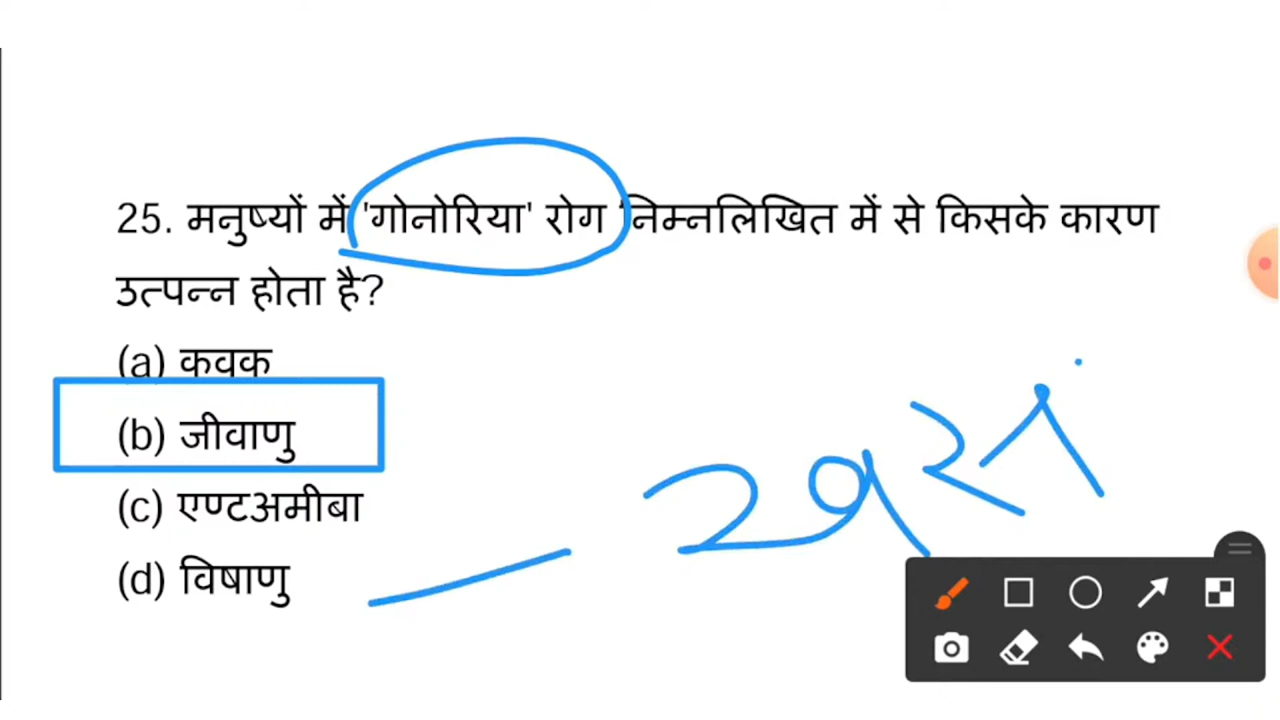 25. मनुष्यों में 'गोनोरिया' रोग निम्नलिखित में से किसके कारण
उत्पन्न होता है?
(a) कवक
(b) जीवाणु
(c) एण्टअमीबा
(d) विषाणु